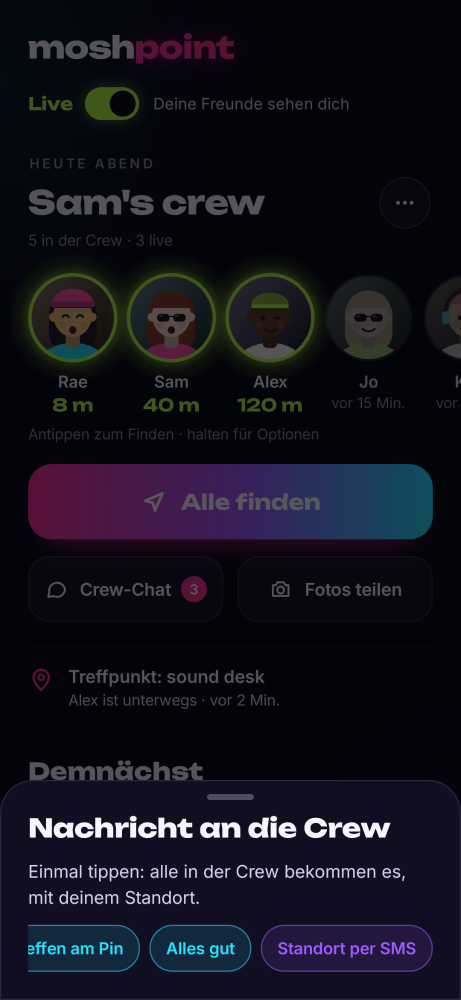 moshpoint
Live Deine Freunde sehen dich
HEUTE ABEND
Sam's crew
5 in der Crew · 3 live
Rae Sam Alex Jo
8 m 40 m 120 m vor 15 Min. vor
Antippen zum Finden · halten für Optionen
Alle finden
Crew-Chat 3 Fotos teilen
Treffpunkt: sound desk
Alex ist unterwegs · vor 2 Min.
Demnächst
Nachricht an die Crew
Einmal tippen: alle in der Crew bekommen es,
mit deinem Standort.
effen am Pin Alles gut Standort per SMS